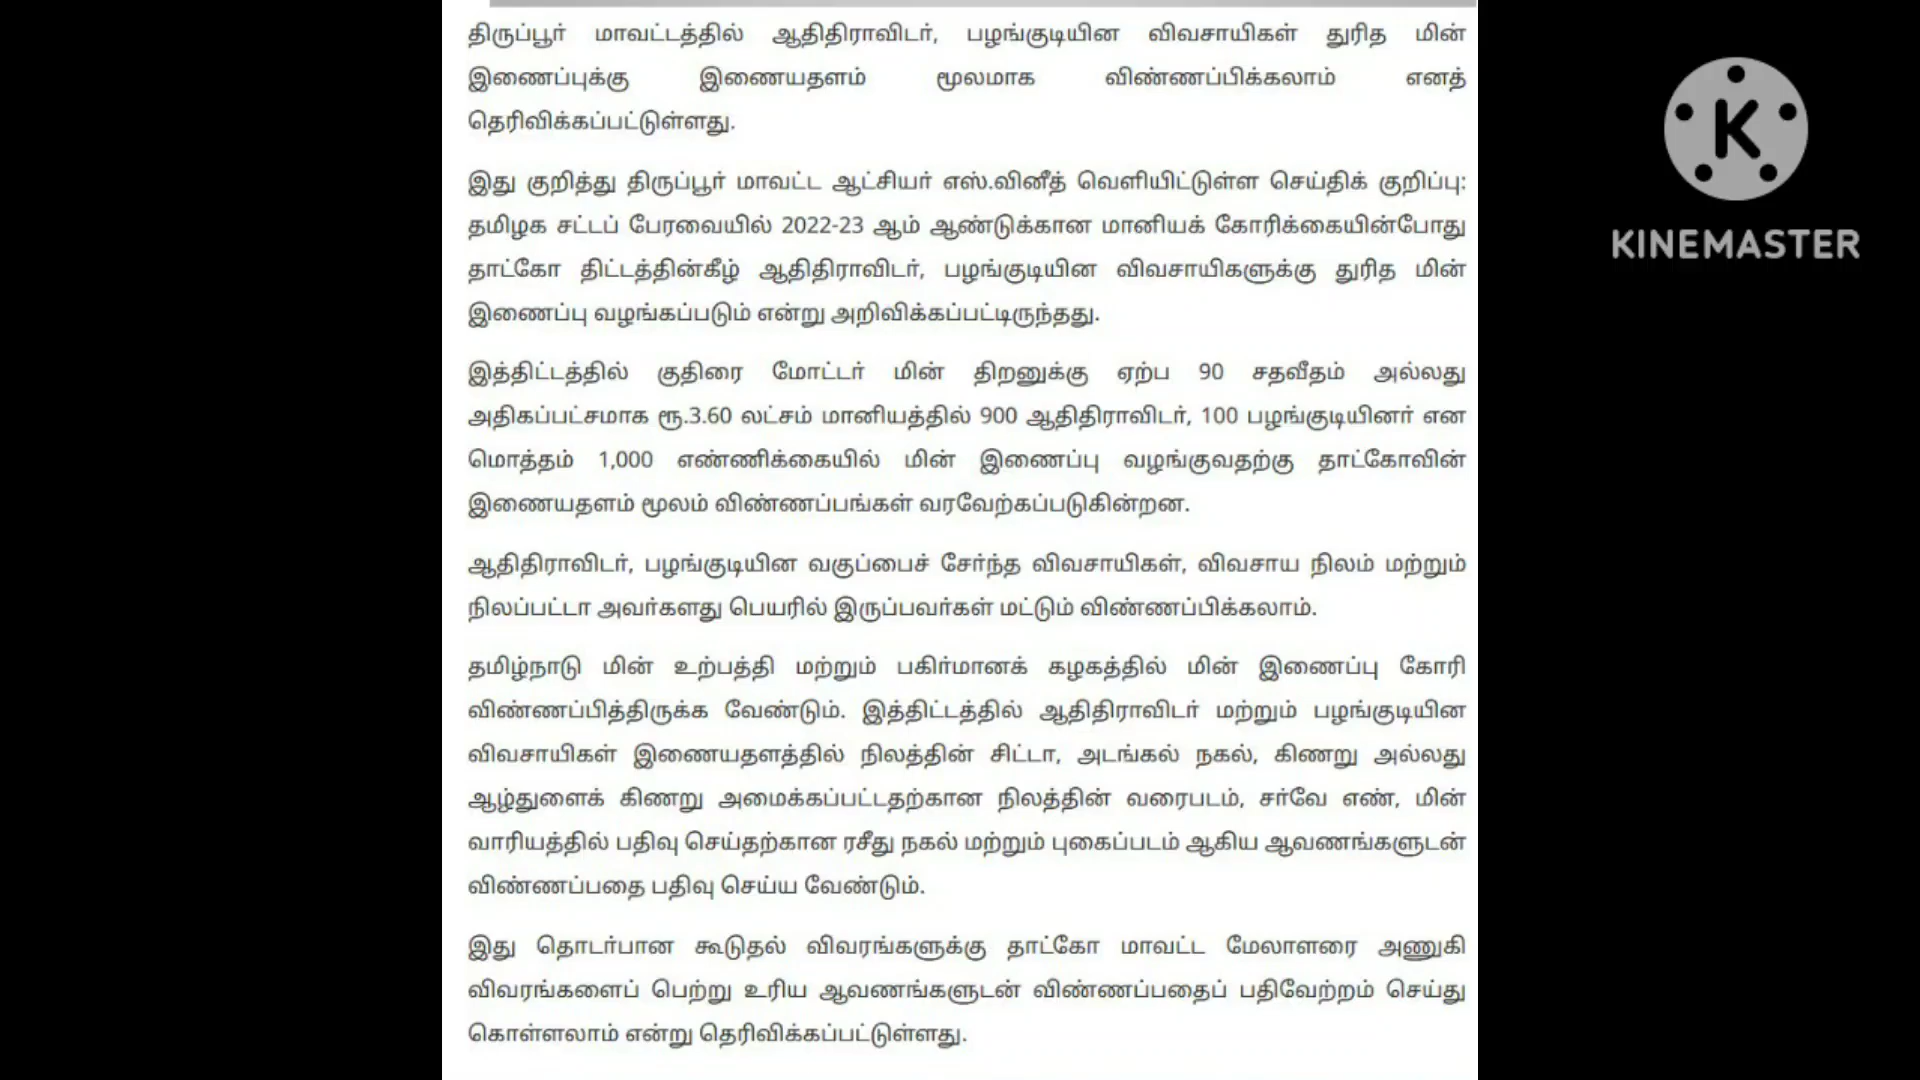 திருப்பூர் மாவட்டத்தில் ஆதிதிராவிடர், பழங்குடியின விவசாயிகள் துரித மின்
இணைப்புக்கு இணையதளம் மூலமாக விண்ணப்பிக்கலாம் எனத்
தெரிவிக்கப்பட்டுள்ளது.
இது குறித்து திருப்பூர் மாவட்ட ஆட்சியர் எஸ்.வினீத் வெளியிட்டுள்ள செய்திக் குறிப்பு:
தமிழக சட்டப் பேரவையில் 2022-23 ஆம் ஆண்டுக்கான மானியக் கோரிக்கையின்போது
தாட்கோ திட்டத்தின்கீழ் ஆதிதிராவிடர், பழங்குடியின விவசாயிகளுக்கு துரித மின்
இணைப்பு வழங்கப்படும் என்று அறிவிக்கப்பட்டிருந்தது.
இத்திட்டத்தில் குதிரை மோட்டர் மின் திறனுக்கு ஏற்ப 90 சதவீதம் அல்லது
அதிகப்பட்சமாக ரூ.3.60 லட்சம் மானியத்தில் 900 ஆதிதிராவிடர், 100 பழங்குடியினர் என
மொத்தம் 1,000 எண்ணிக்கையில் மின் இணைப்பு வழங்குவதற்கு தாட்கோவின்
இணையதளம் மூலம் விண்ணப்பங்கள் வரவேற்கப்படுகின்றன.
ஆதிதிராவிடர், பழங்குடியின வகுப்பைச் சேர்ந்த விவசாயிகள், விவசாய நிலம் மற்றும்
நிலப்பட்டா அவர்களது பெயரில் இருப்பவர்கள் மட்டும் விண்ணப்பிக்கலாம்.
தமிழ்நாடு மின் உற்பத்தி மற்றும் பகிர்மானக் கழகத்தில் மின் இணைப்பு கோரி
விண்ணப்பித்திருக்க வேண்டும். இத்திட்டத்தில் ஆதிதிராவிடர் மற்றும் பழங்குடியின
விவசாயிகள் இணையதளத்தில் நிலத்தின் சிட்டா, அடங்கல் நகல், கிணறு அல்லது
ஆழ்துளைக் கிணறு அமைக்கப்பட்டதற்கான நிலத்தின் வரைபடம், சர்வே எண், மின்
வாரியத்தில் பதிவு செய்தற்கான ரசீது நகல் மற்றும் புகைப்படம் ஆகிய ஆவணங்களுடன்
விண்ணப்பதை பதிவு செய்ய வேண்டும்.
இது தொடர்பான கூடுதல் விவரங்களுக்கு தாட்கோ மாவட்ட மேலாளரை அணுகி
விவரங்களைப் பெற்று உரிய ஆவணங்களுடன் விண்ணப்பதைப் பதிவேற்றம் செய்து
கொள்ளலாம் என்று தெரிவிக்கப்பட்டுள்ளது.
K
KINEMASTER